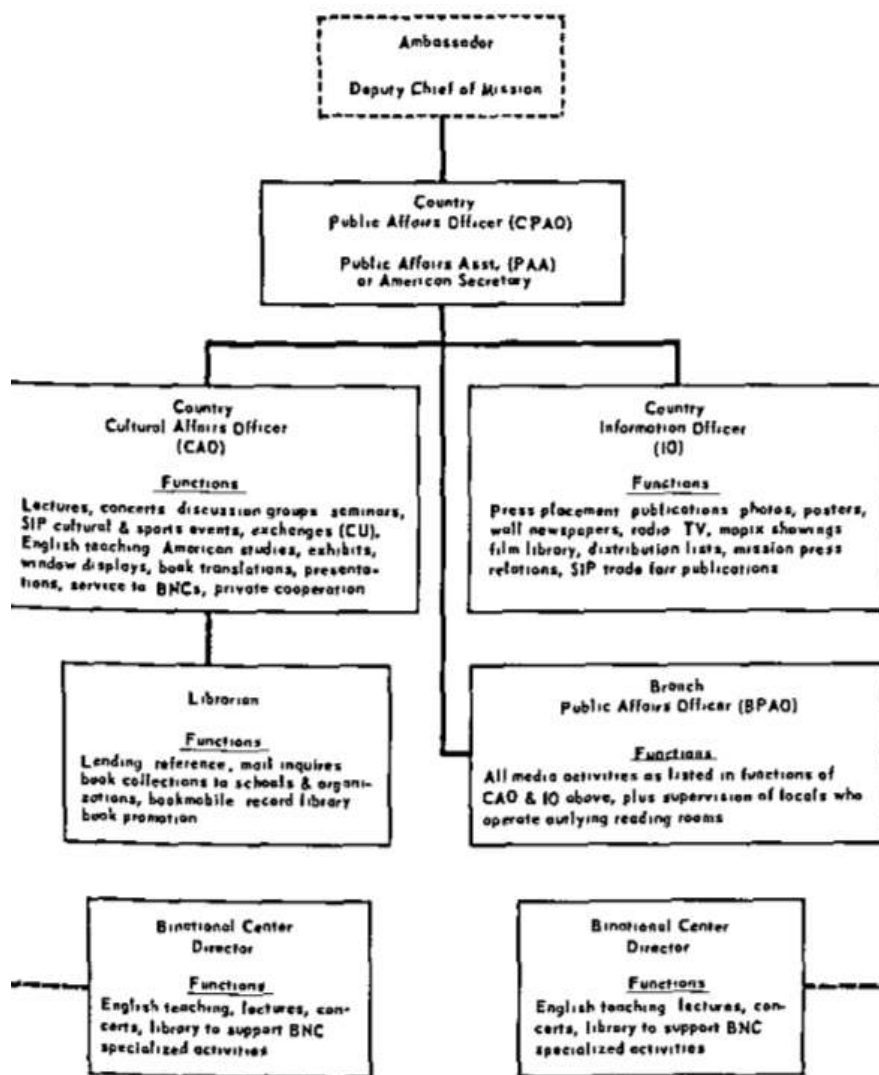 Ambassador
Deputy Chief of Mission
Country
Public Affairs Officer (CPAO)
Public Affairs Asst. (PAA)
or American Secretary
Country
Cultural Affairs Officer
(CAO)
Functions
Lectures, concerts discussion groups seminars,
SIP cultural & sports events, exchanges (CU),
English teaching American studies, exhibits,
window displays, book translations, presenta-
tions, service to BNCs, private cooperation
Country
Information Officer
(IO)
Functions
Press placement publications photos, posters,
wall newspapers, radio TV, mopix showings
film library, distribution lists, mission press
relations, SIP trade fair publications
Librarian
Functions
Lending reference, mail inquires
book collections to schools & organi-
zations, bookmobile record library
book promotion
Branch
Public Affairs Officer (BPAO)
Functions
All media activities as listed in functions of
CAO & IO above, plus supervision of locals who
operate outlying reading rooms
Binational Center
Director
Functions
English teaching, lectures, con-
certs, library to support BNC
specialized activities
Binational Center
Director
Functions
English teaching lectures, con-
certs, library to support BNC
specialized activities